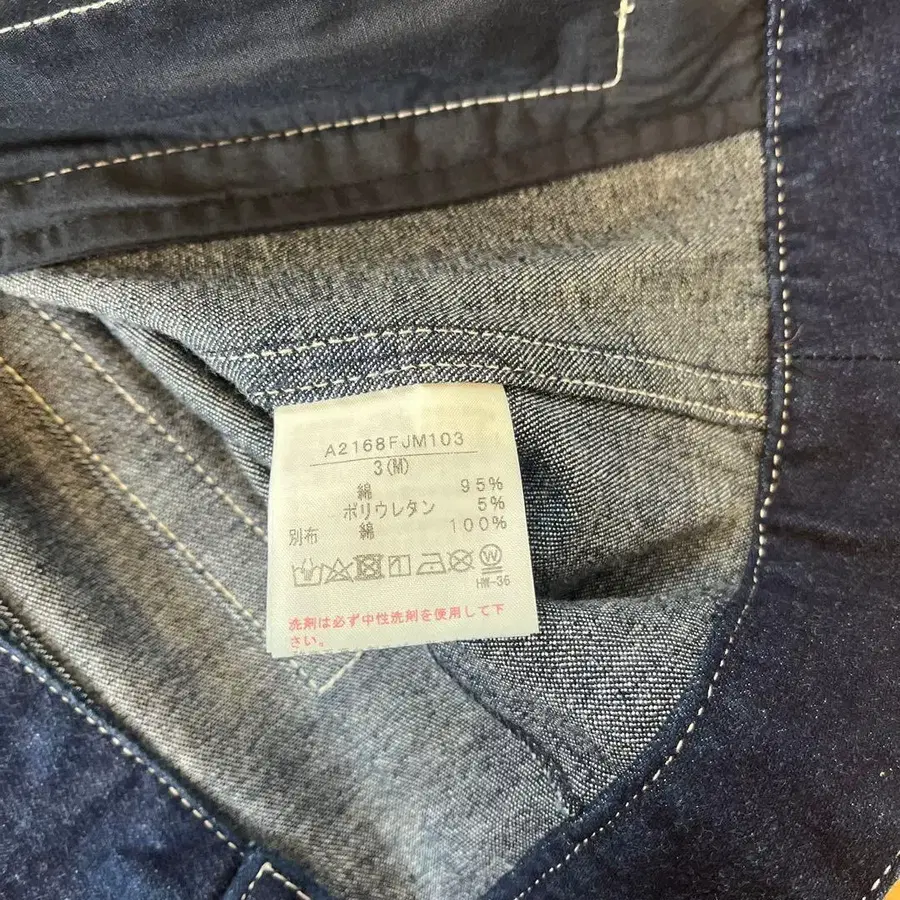 A2168FJM103
3(M)
綿 95%
ポリウレタン 5%
別布 綿 100%
W
HW-36
洗剤は必ず中性洗剤を使用して下
さい。